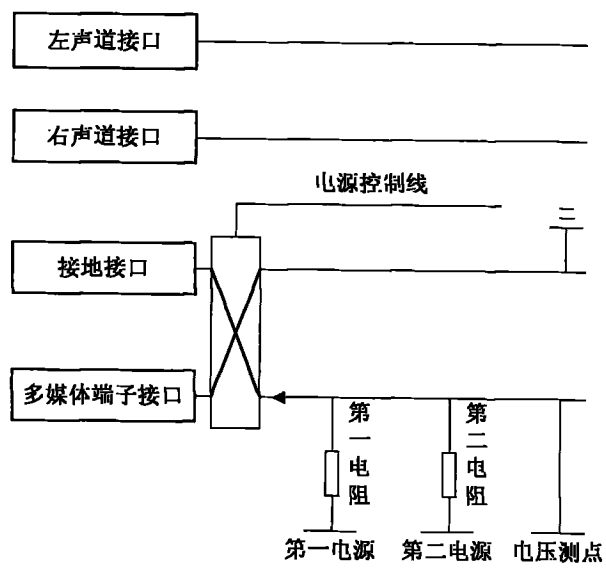 左声道接口
右声道接口
电源控制线
接地接口
多媒体端子接口
第一电阻
第二电阻
第一电源
第二电源
电压测点